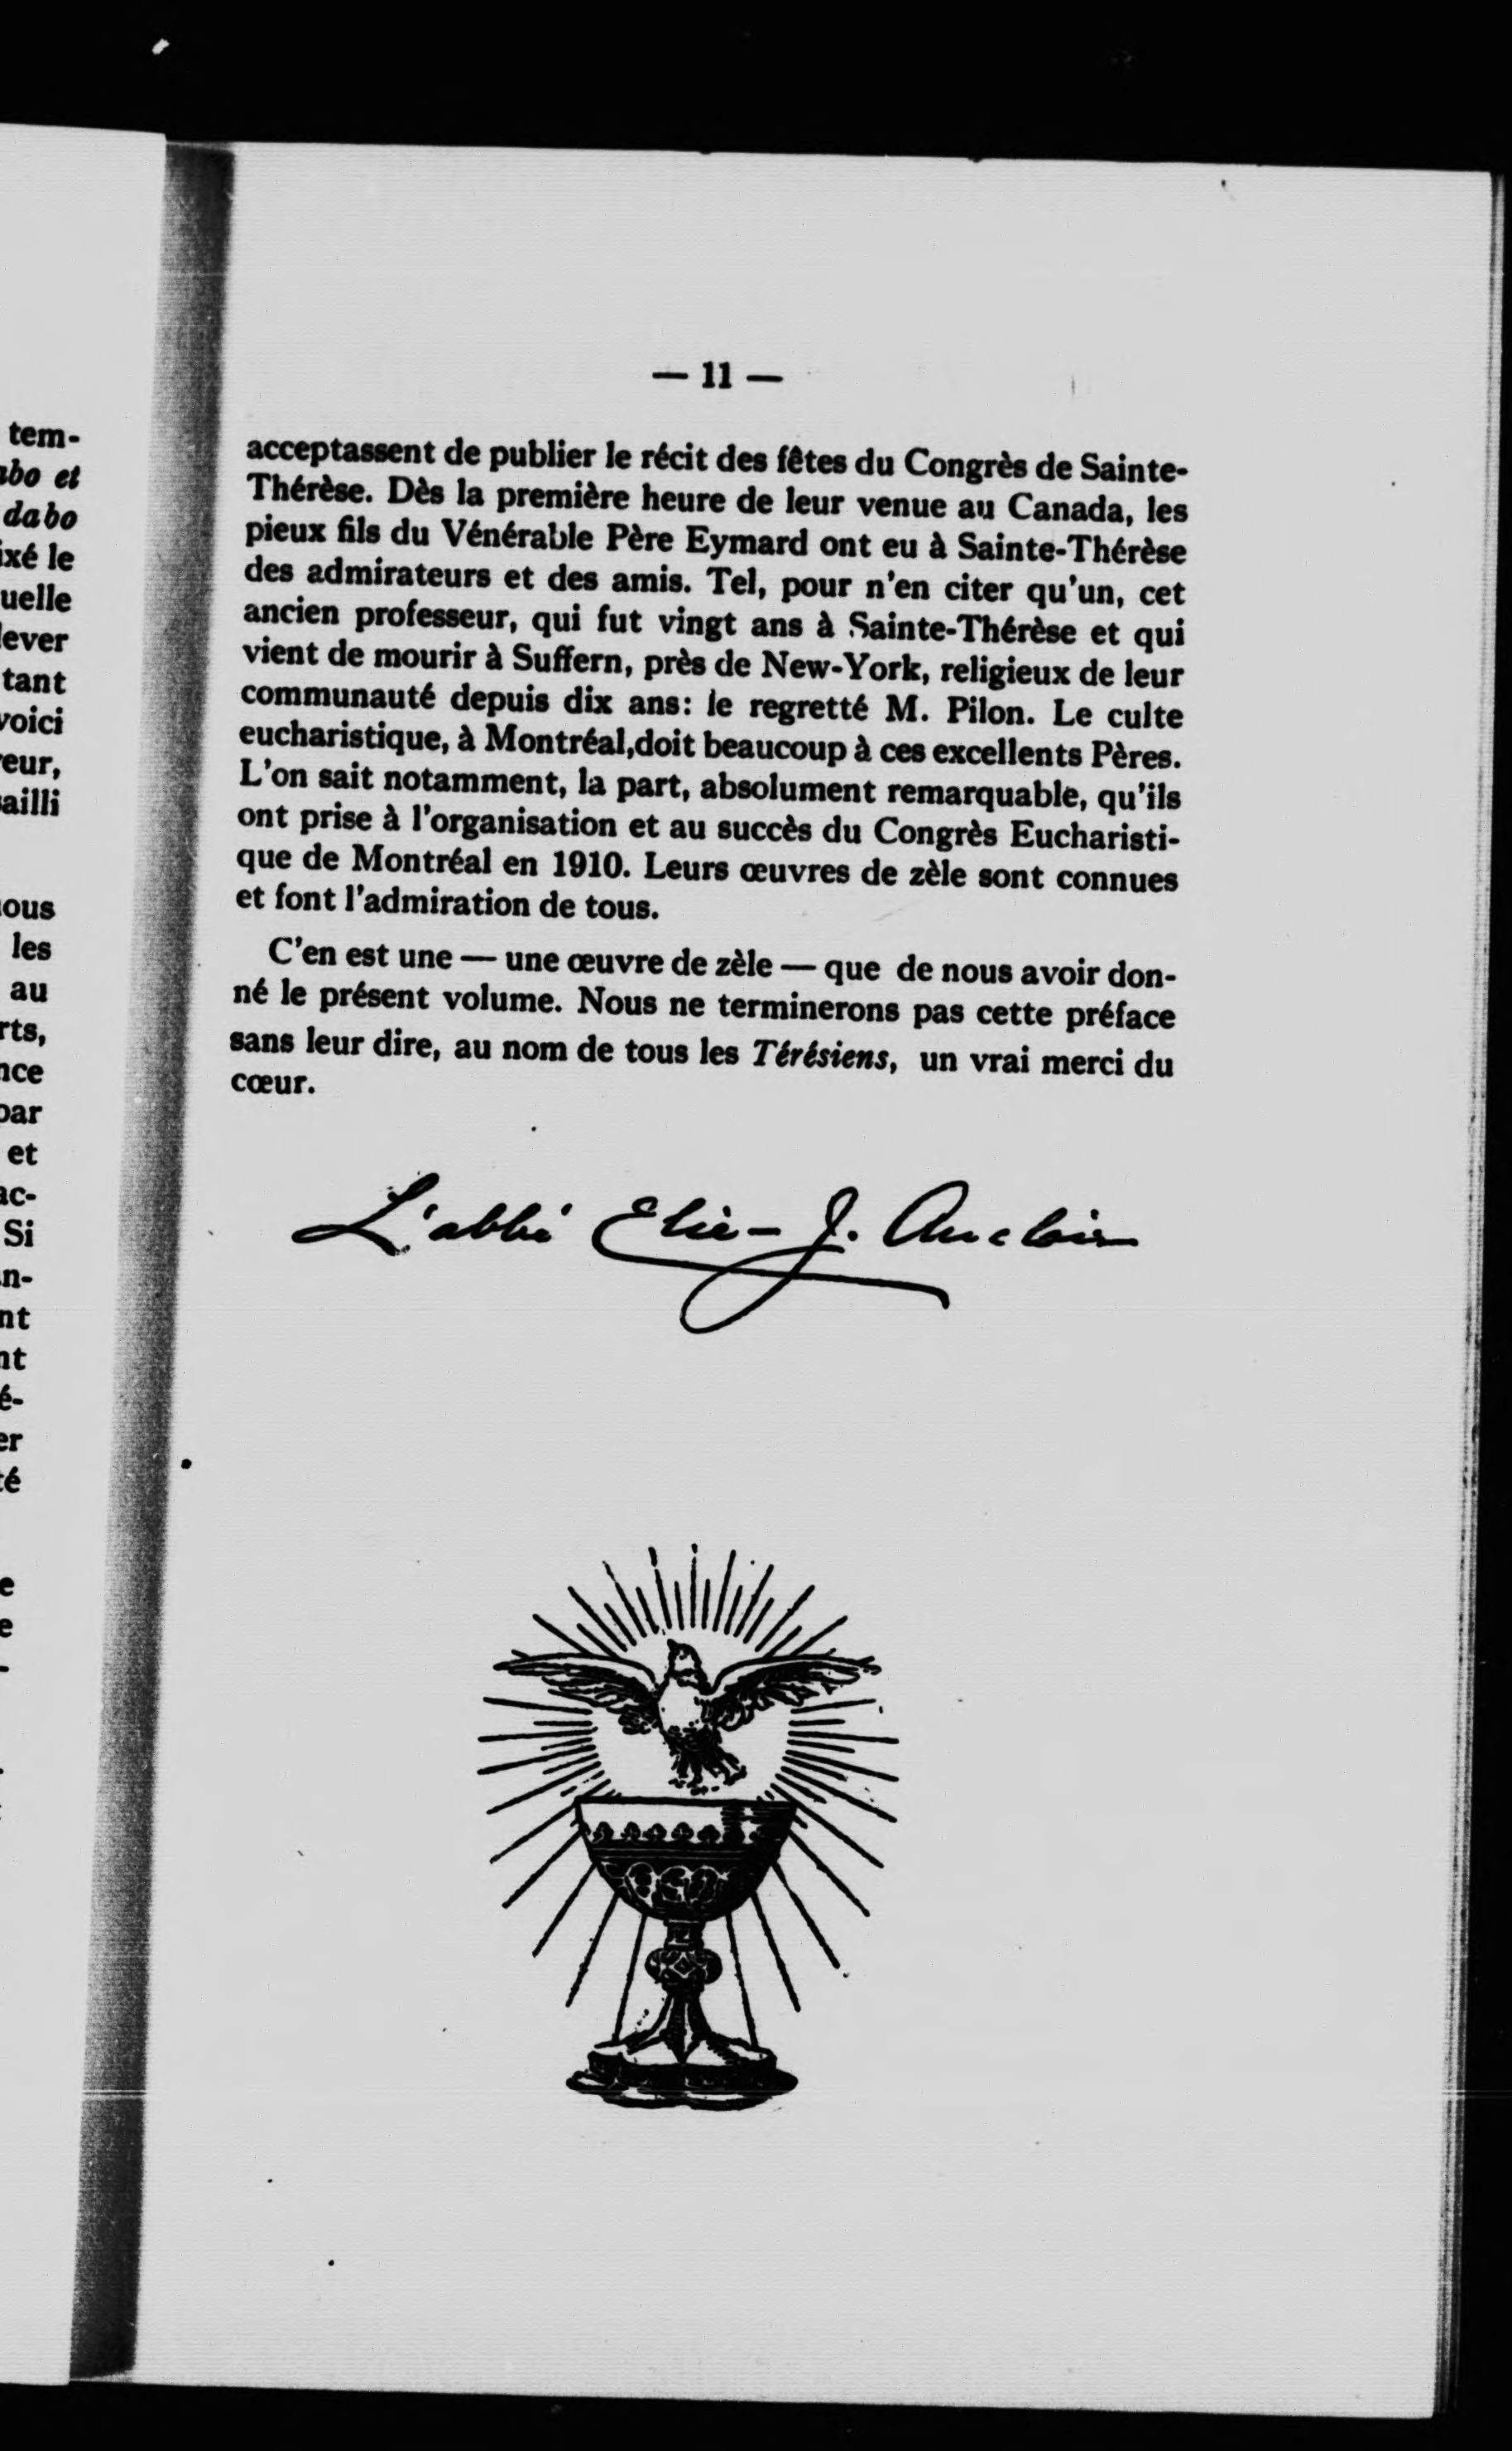 — 11 —
acceptassent de publier le récit des fêtes du Congrès de Sainte-
Thérèse. Dès la première heure de leur venue au Canada, les
pieux fils du Vénérable Père Eymard ont eu à Sainte-Thérèse
des admirateurs et des amis. Tel, pour n'en citer qu'un, cet
ancien professeur, qui fut vingt ans à Sainte-Thérèse et qui
vient de mourir à Suffern, près de New-York, religieux de leur
communauté depuis dix ans: le regretté M. Pilon. Le culte
eucharistique, à Montréal,doit beaucoup à ces excellents Pères.
L'on sait notamment, la part, absolument remarquable, qu'ils
ont prise à l'organisation et au succès du Congrès Eucharisti-
que de Montréal en 1910. Leurs œuvres de zèle sont connues
et font l'admiration de tous.
C'en est une — une œuvre de zèle — que de nous avoir don-
né le présent volume. Nous ne terminerons pas cette préface
sans leur dire, au nom de tous les Térésiens, un vrai merci du
cœur.
L'abbé Elie-J. Auclair